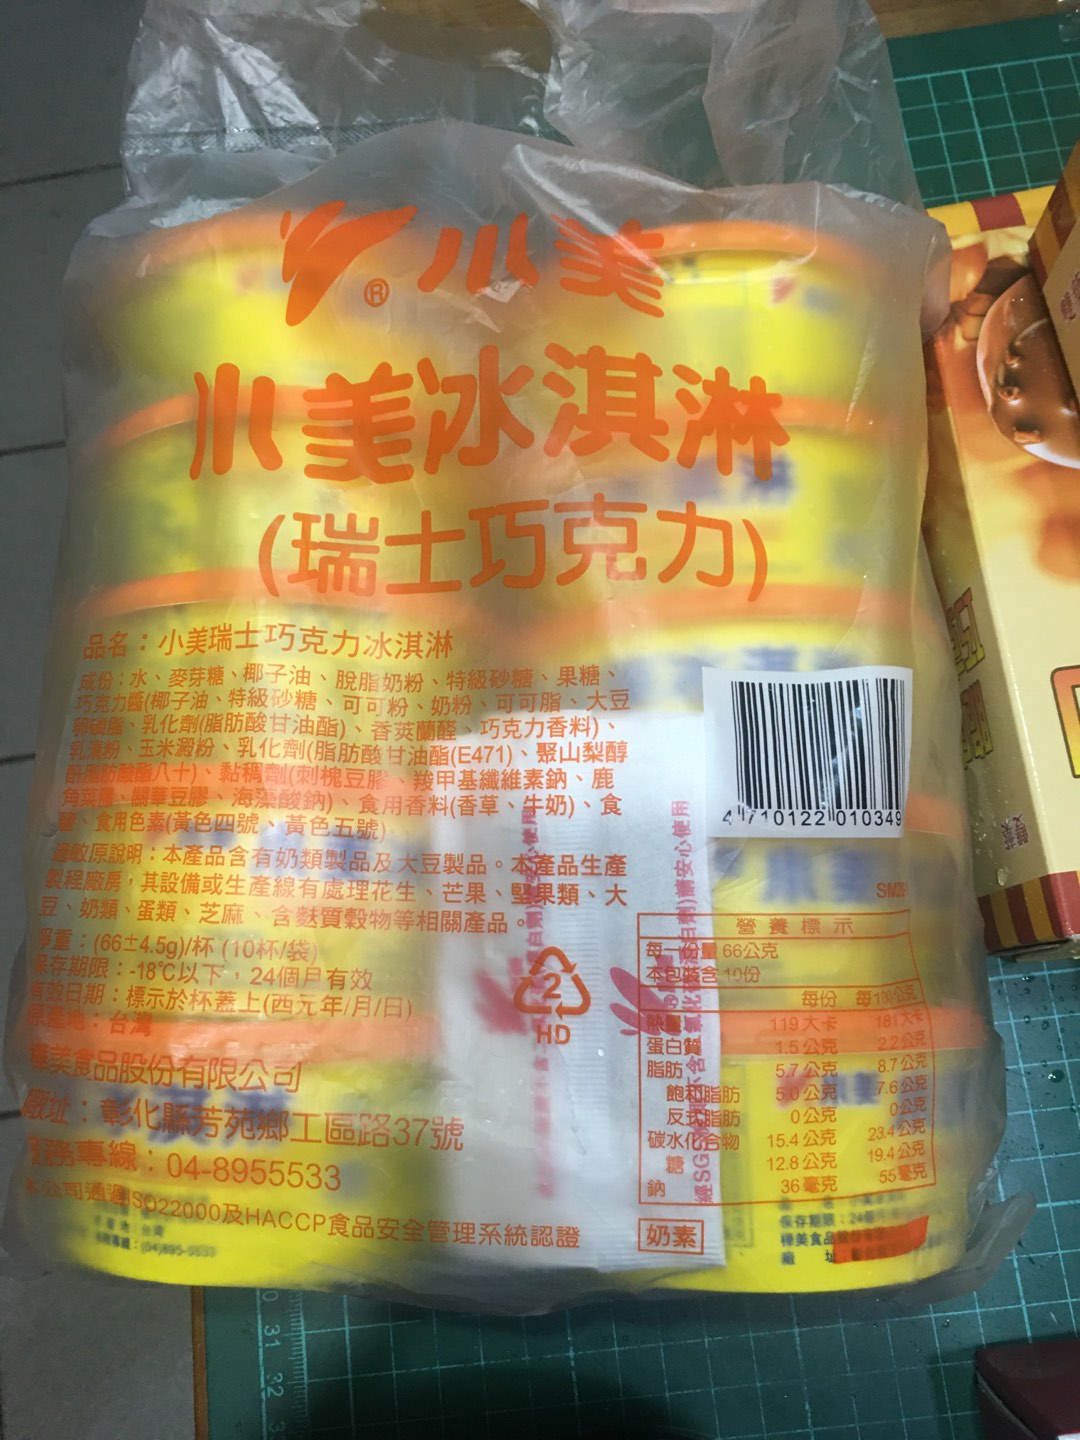 ®小美
小美冰淇淋
(瑞士巧克力)
品名：小美瑞士巧克力冰淇淋
成份：水、麥芽糖、椰子油、脫脂奶粉、特級砂糖、果糖、
巧克力醬(椰子油、特級砂糖、可可粉、奶粉、可可脂、大豆
卵磷脂、乳化劑(脂肪酸甘油酯)、香莢蘭醛、巧克力香料)、
乳清粉、玉米澱粉、乳化劑(脂肪酸甘油酯(E471)、聚山梨醇
酐脂肪酸酯八十)、黏稠劑(刺槐豆膠、羧甲基纖維素鈉、鹿
角菜膠、關華豆膠、海藻酸鈉)、食用香料(香草、牛奶)、食
鹽、食用色素(黃色四號、黃色五號)
過敏原說明：本產品含有奶類製品及大豆製品。本產品生產
製程廠房，其設備或生產線有處理花生、芒果、堅果類、大
豆、奶類、蛋類、芝麻、含麩質穀物等相關產品。
淨重：(66±4.5g)/杯 (10杯/袋)
保存期限：-18℃以下，24個月有效
有效日期：標示於杯蓋上(西元年/月/日)
原產地：台灣
樺美食品股份有限公司
廠址：彰化縣芳苑鄉工區路37號
服務專線：04-8955533
本公司通過ISO22000及HACCP食品安全管理系統認證
2
HD
4 710122 010349
營養標示
每一份量 66公克
本包裝含 10份
每份 每100公克
熱量 119大卡 181大卡
蛋白質 1.5公克 2.2公克
脂肪 5.7公克 8.7公克
飽和脂肪 5.0公克 7.6公克
反式脂肪 0公克 0公克
碳水化合物 15.4公克 23.4公克
糖 12.8公克 19.4公克
鈉 36毫克 55毫克
奶素
(04)895-5533
30 31 32